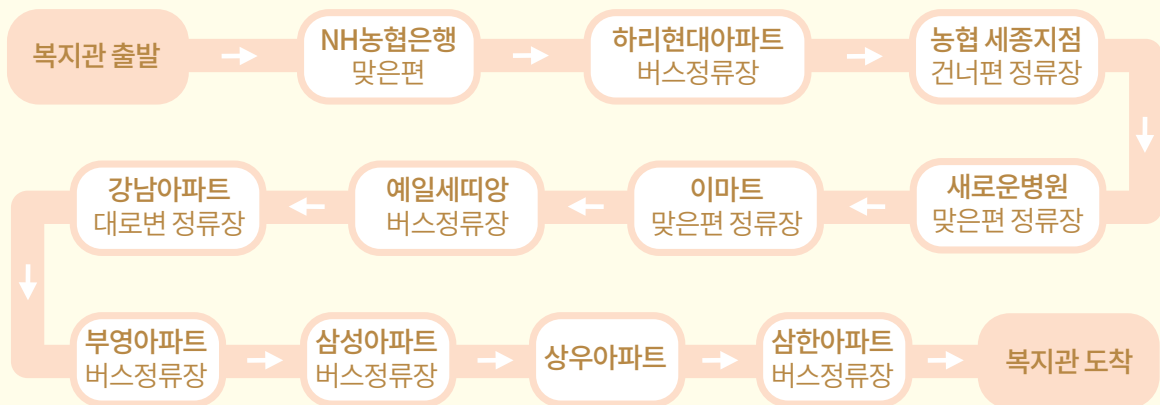 복지관 출발
NH농협은행
맞은편
하리현대아파트
버스정류장
농협 세종지점
건너편 정류장
새로운병원
맞은편 정류장
이마트
맞은편 정류장
예일세띠앙
버스정류장
강남아파트
대로변 정류장
부영아파트
버스정류장
삼성아파트
버스정류장
상우아파트
삼한아파트
버스정류장
복지관 도착